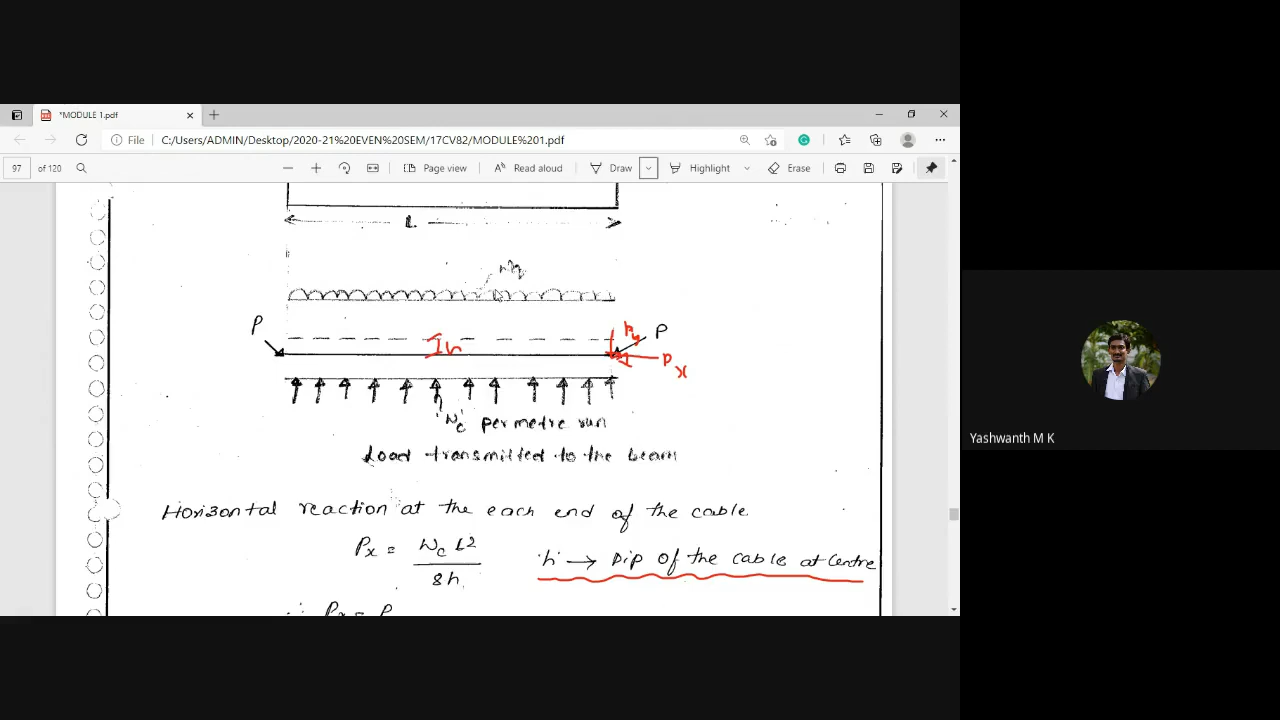 *MODULE 1.pdf
File C:/Users/ADMIN/Desktop/2020-21%20EVEN%20SEM/17CV82/MODULE%201.pdf
97 of 120 Page view Read aloud Draw Highlight Erase
L
P
P
h
Py
Px
'Wc' per metre run
Load transmitted to the beam
Horizontal reaction at the each end of the cable
Px = Wc L2 / 8h 'h' → Dip of the cable at centre
∴ Px = P
Yashwanth M K